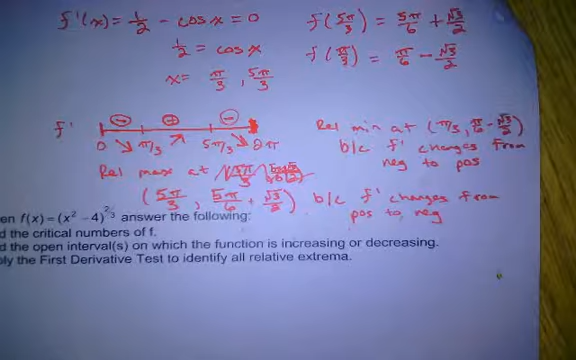 f'(x) = 1/2 - cosx = 0
1/2 = cosx
x = π/3, 5π/3
f(5π/3) = 5π/6 + √3/2
f(π/3) = π/6 - √3/2
f' - + -
0 π/3 5π/3 2π
Rel min at (π/3, π/6 - √3/2)
b/c f' changes from
neg to pos
Rel max at
(5π/3, 5π/6 + √3/2) b/c f' changes from
pos to neg
en f(x) = (x² - 4)^2/3 answer the following:
d the critical numbers of f.
d the open interval(s) on which the function is increasing or decreasing.
ply the First Derivative Test to identify all relative extrema.